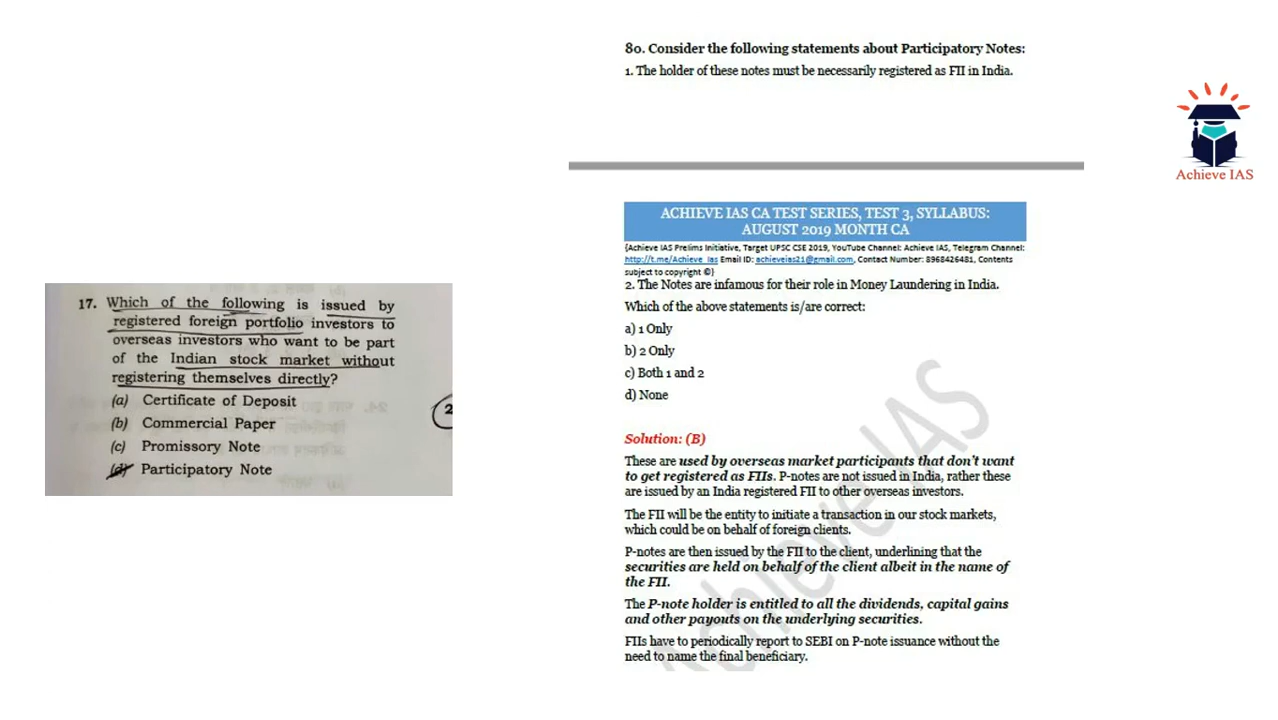 17. Which of the following is issued by
registered foreign portfolio investors to
overseas investors who want to be part
of the Indian stock market without
registering themselves directly?
(a) Certificate of Deposit
(b) Commercial Paper
(c) Promissory Note
(d) Participatory Note
2
80. Consider the following statements about Participatory Notes:
1. The holder of these notes must be necessarily registered as FII in India.
ACHIEVE IAS CA TEST SERIES, TEST 3, SYLLABUS:
AUGUST 2019 MONTH CA
{Achieve IAS Prelims Initiative, Target UPSC CSE 2019, YouTube Channel: Achieve IAS, Telegram Channel:
http://t.me/Achieve_Ias Email ID: achieveias21@gmail.com, Contact Number: 8968426481, Contents
subject to copyright ©}
2. The Notes are infamous for their role in Money Laundering in India.
Which of the above statements is/are correct:
a) 1 Only
b) 2 Only
c) Both 1 and 2
d) None
Solution: (B)
These are used by overseas market participants that don't want
to get registered as FIIs. P-notes are not issued in India, rather these
are issued by an India registered FII to other overseas investors.
The FII will be the entity to initiate a transaction in our stock markets,
which could be on behalf of foreign clients.
P-notes are then issued by the FII to the client, underlining that the
securities are held on behalf of the client albeit in the name of
the FII.
The P-note holder is entitled to all the dividends, capital gains
and other payouts on the underlying securities.
FIIs have to periodically report to SEBI on P-note issuance without the
need to name the final beneficiary.
Achieve IAS
Achieve IAS